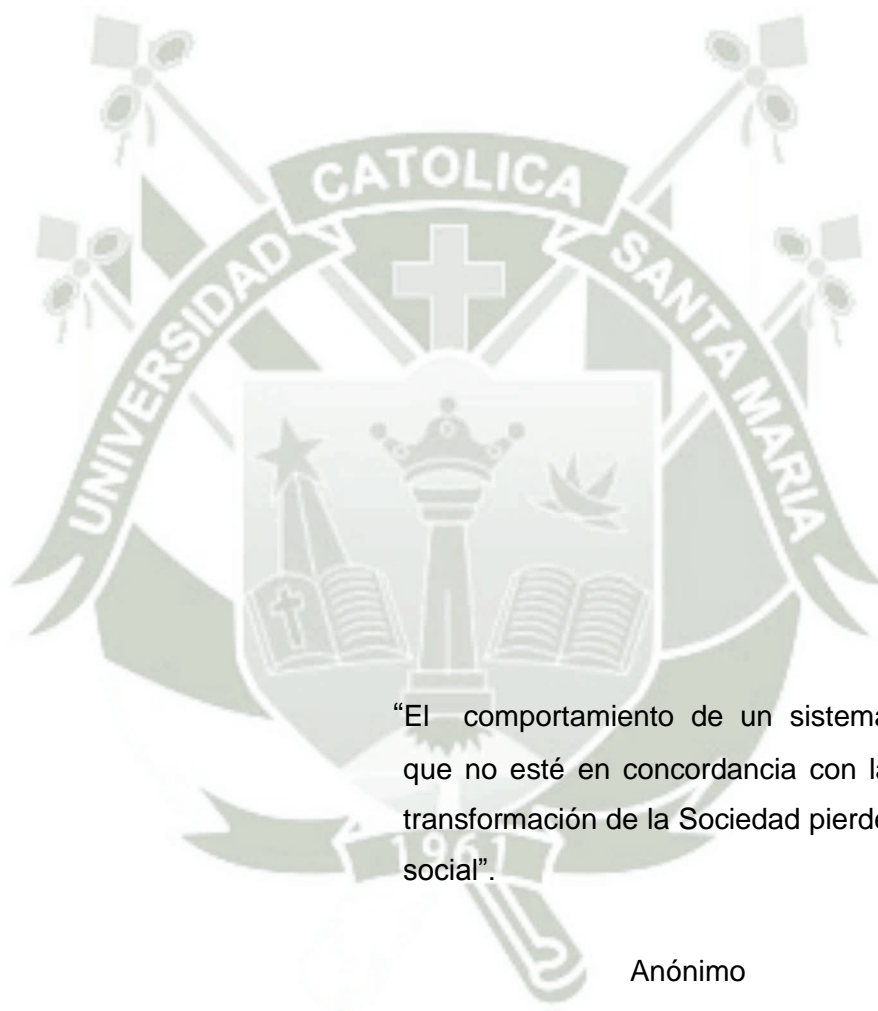 CATOLICA
UNIVERSIDAD
SANTA MARIA
“El comportamiento de un sistema
que no esté en concordancia con la
transformación de la Sociedad pierde
social”.
1961
Anónimo